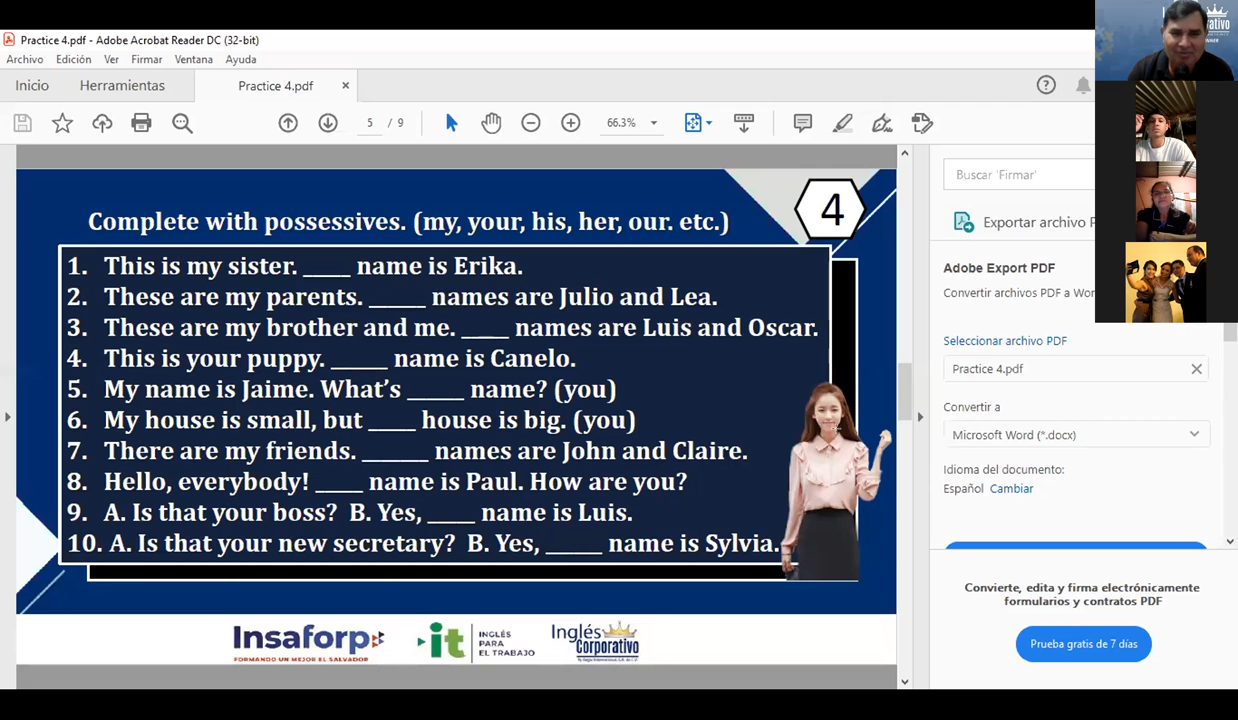 Practice 4.pdf - Adobe Acrobat Reader DC (32-bit)
Archivo Edición Ver Firmar Ventana Ayuda
Inicio Herramientas Practice 4.pdf
5 / 9 66.3%
4
Complete with possessives. (my, your, his, her, our. etc.)
1. This is my sister. _____ name is Erika.
2. These are my parents. ______ names are Julio and Lea.
3. These are my brother and me. _____ names are Luis and Oscar.
4. This is your puppy. ______ name is Canelo.
5. My name is Jaime. What's ______ name? (you)
6. My house is small, but _____ house is big. (you)
7. There are my friends. _______ names are John and Claire.
8. Hello, everybody! _____ name is Paul. How are you?
9. A. Is that your boss? B. Yes, _____ name is Luis.
10. A. Is that your new secretary? B. Yes, ______ name is Sylvia.
Insaforp
FORMANDO UN MEJOR EL SALVADOR
it
INGLÉS
PARA
EL TRABAJO
Inglés
Corporativo
Buscar 'Firmar'
Exportar archivo P
Adobe Export PDF
Convertir archivos PDF a Wor
Seleccionar archivo PDF
Practice 4.pdf
Convertir a
Microsoft Word (*.docx)
Idioma del documento:
Español Cambiar
Convierte, edita y firma electrónicamente
formularios y contratos PDF
Prueba gratis de 7 días